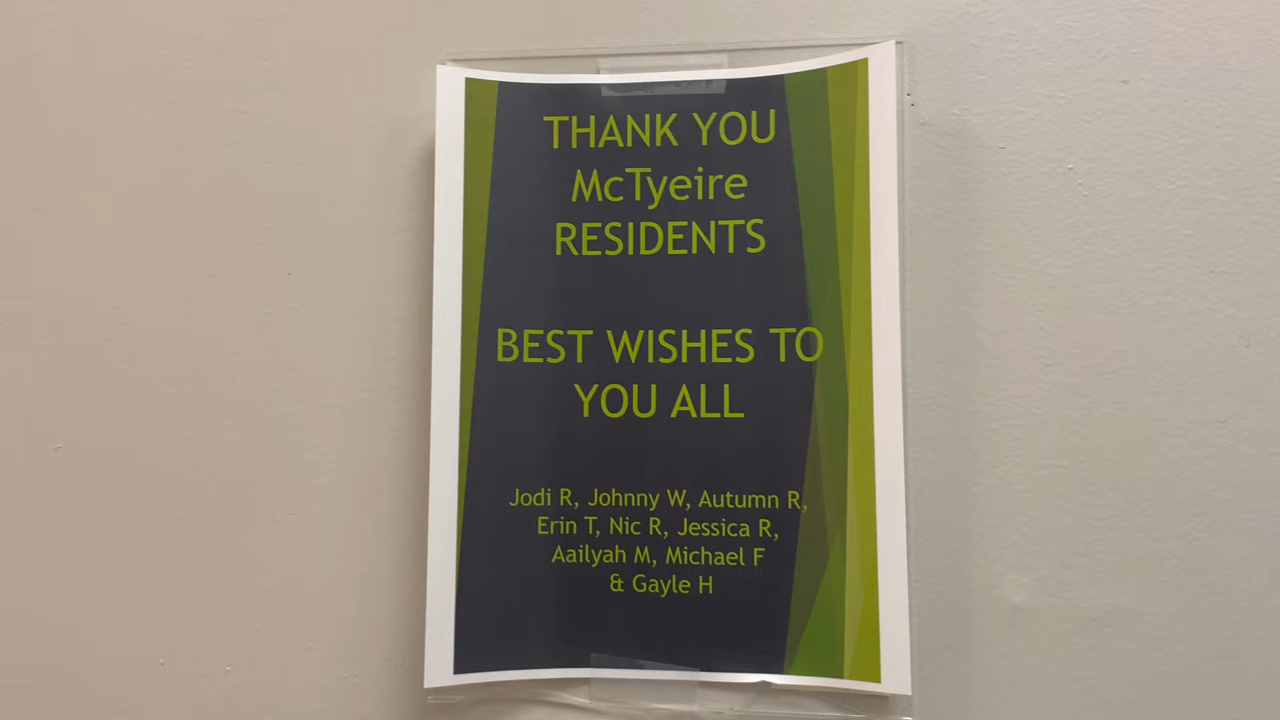 THANK YOU
McTyeire
RESIDENTS
BEST WISHES TO
YOU ALL
Jodi R, Johnny W, Autumn R,
Erin T, Nic R, Jessica R,
Aailyah M, Michael F
& Gayle H